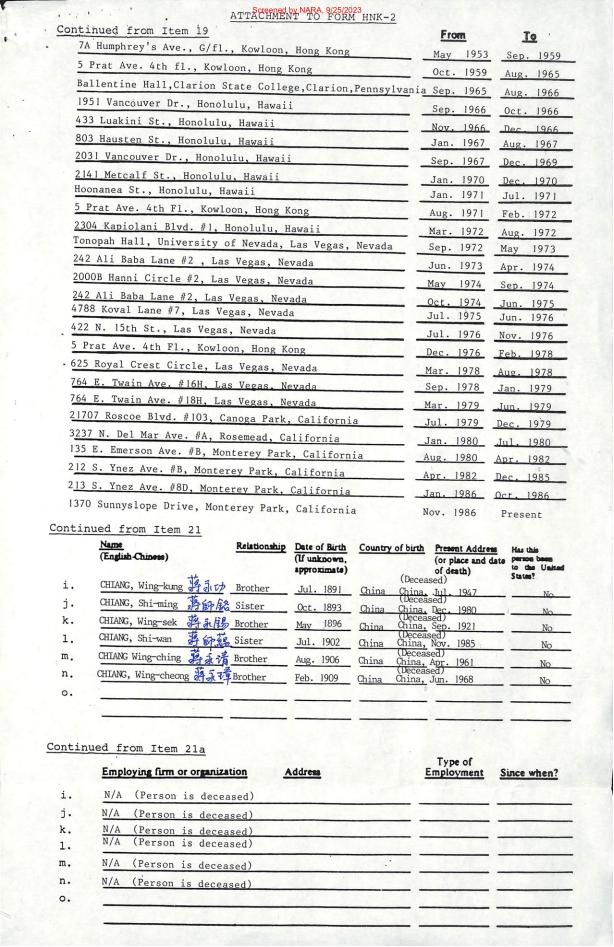 Screened by NARA, 9/25/2023
ATTACHMENT TO FORM HNK-2
Continued from Item 19
From To
7A Humphrey's Ave., G/fl., Kowloon, Hong Kong May 1953 Sep. 1959
5 Prat Ave. 4th fl., Kowloon, Hong Kong Oct. 1959 Aug. 1965
Ballentine Hall,Clarion State College,Clarion,Pennsylvania Sep. 1965 Aug. 1966
1951 Vancouver Dr., Honolulu, Hawaii Sep. 1966 Oct. 1966
433 Luakini St., Honolulu, Hawaii Nov. 1966 Dec. 1966
803 Hausten St., Honolulu, Hawaii Jan. 1967 Aug. 1967
2031 Vancouver Dr., Honolulu, Hawaii Sep. 1967 Dec. 1969
2141 Metcalf St., Honolulu, Hawaii Jan. 1970 Dec. 1970
Hoonanea St., Honolulu, Hawaii Jan. 1971 Jul. 1971
5 Prat Ave. 4th Fl., Kowloon, Hong Kong Aug. 1971 Feb. 1972
2304 Kapiolani Blvd. #1, Honolulu, Hawaii Mar. 1972 Aug. 1972
Tonopah Hall, University of Nevada, Las Vegas, Nevada Sep. 1972 May 1973
242 Ali Baba Lane #2 , Las Vegas, Nevada Jun. 1973 Apr. 1974
2000B Hanni Circle #2, Las Vegas, Nevada May 1974 Sep. 1974
242 Ali Baba Lane #2, Las Vegas, Nevada Oct. 1974 Jun. 1975
4788 Koval Lane #7, Las Vegas, Nevada Jul. 1975 Jun. 1976
422 N. 15th St., Las Vegas, Nevada Jul. 1976 Nov. 1976
5 Prat Ave. 4th Fl., Kowloon, Hong Kong Dec. 1976 Feb. 1978
625 Royal Crest Circle, Las Vegas, Nevada Mar. 1978 Aug. 1978
764 E. Twain Ave. #16H, Las Vegas, Nevada Sep. 1978 Jan. 1979
764 E. Twain Ave. #18H, Las Vegas, Nevada Mar. 1979 Jun. 1979
21707 Roscoe Blvd. #103, Canoga Park, California Jul. 1979 Dec. 1979
3237 N. Del Mar Ave. #A, Rosemead, California Jan. 1980 Jul. 1980
135 E. Emerson Ave. #B, Monterey Park, California Aug. 1980 Apr. 1982
212 S. Ynez Ave. #B, Monterey Park, California Apr. 1982 Dec. 1985
213 S. Ynez Ave. #8D, Monterey Park, California Jan. 1986 Oct. 1986
1370 Sunnyslope Drive, Monterey Park, California Nov. 1986 Present
Continued from Item 21
Name (English-Chinese) Relationship Date of Birth (If unknown, approximate) Country of birth Present Address (or place and date of death) Has this person been to the United States?
i. CHIANG, Wing-kung 蔣永功 Brother Jul. 1891 China (Deceased) China, Jul. 1947 No
j. CHIANG, Shi-ming 蔣師銘 Sister Oct. 1893 China (Deceased) China, Dec. 1980 No
k. CHIANG, Wing-sek 蔣永錫 Brother May 1896 China (Deceased) China, Sep. 1921 No
l. CHIANG, Shi-wan 蔣師 Sister Jul. 1902 China (Deceased) China, Nov. 1985 No
m. CHIANG Wing-ching 蔣永清 Brother Aug. 1906 China (Deceased) China, Apr. 1961 No
n. CHIANG, Wing-cheong 蔣永璋 Brother Feb. 1909 China (Deceased) China, Jun. 1968 No
o.
Continued from Item 21a
Employing firm or organization Address Type of Employment Since when?
i. N/A (Person is deceased)
j. N/A (Person is deceased)
k. N/A (Person is deceased)
l. N/A (Person is deceased)
m. N/A (Person is deceased)
n. N/A (Person is deceased)
o.